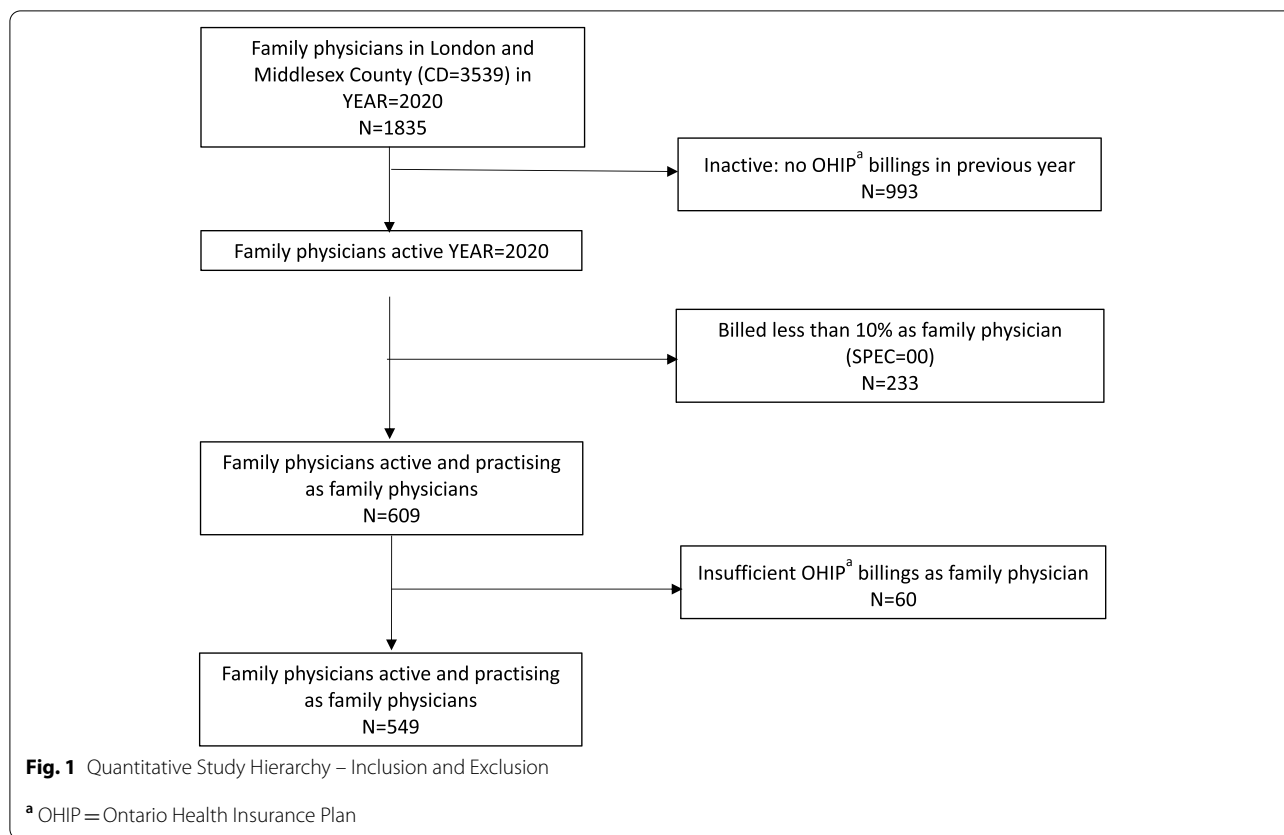 Family physicians in London and
Middlesex County (CD=3539) in
YEAR=2020
N=1835
Inactive: no OHIPa billings in previous year
N=993
Family physicians active YEAR=2020
Billed less than 10% as family physician
(SPEC=00)
N=233
Family physicians active and practising
as family physicians
N=609
Insufficient OHIPa billings as family physician
N=60
Family physicians active and practising
as family physicians
N=549
Fig. 1 Quantitative Study Hierarchy – Inclusion and Exclusion
a OHIP = Ontario Health Insurance Plan